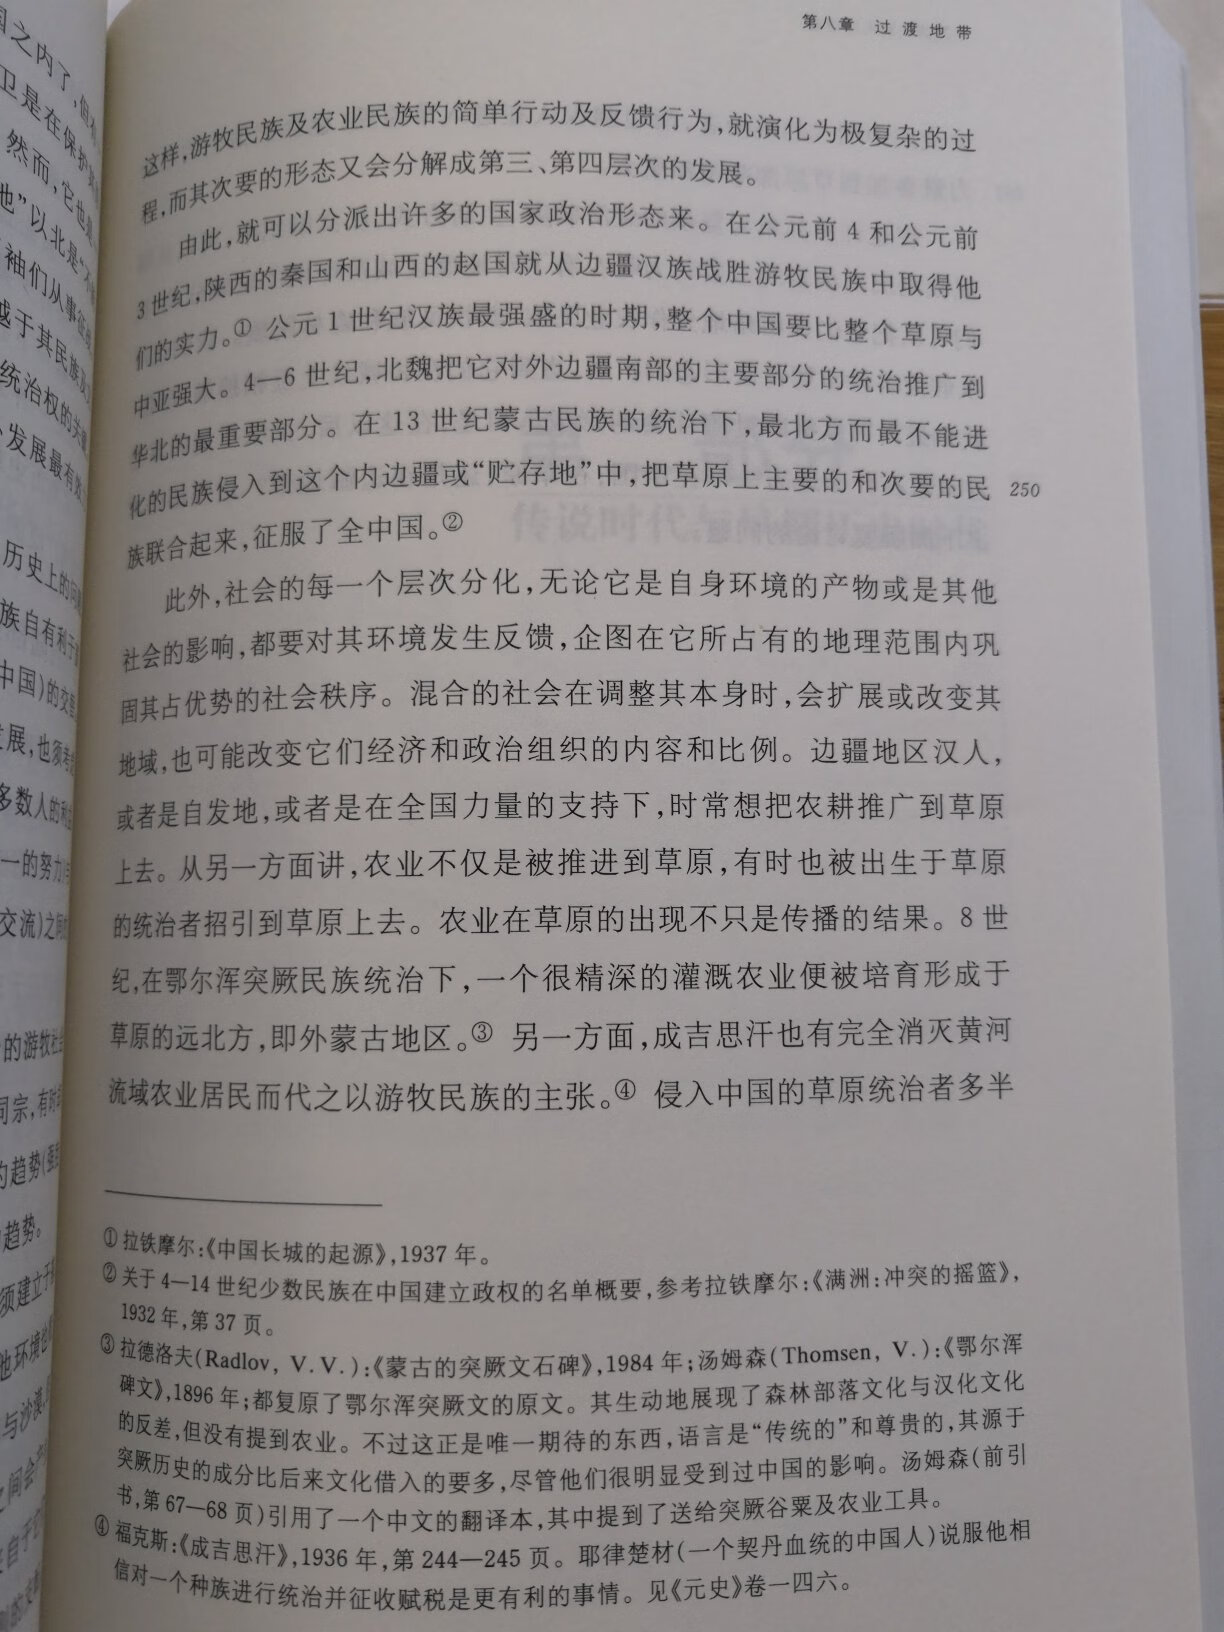 第八章 过渡地带
这样,游牧民族及农业民族的简单行动及反馈行为,就演化为极复杂的过
程,而其次要的形态又会分解成第三、第四层次的发展。
由此,就可以分派出许多的国家政治形态来。在公元前 4 和公元前
3 世纪,陕西的秦国和山西的赵国就从边疆汉族战胜游牧民族中取得他
们的实力。① 公元 1 世纪汉族最强盛的时期,整个中国要比整个草原与
中亚强大。4—6 世纪,北魏把它对外边疆南部的主要部分的统治推广到
华北的最重要部分。在 13 世纪蒙古民族的统治下,最北方而最不能进
化的民族侵入到这个内边疆或“贮存地”中,把草原上主要的和次要的民
250
族联合起来,征服了全中国。②
此外,社会的每一个层次分化,无论它是自身环境的产物或是其他
社会的影响,都要对其环境发生反馈,企图在它所占有的地理范围内巩
固其占优势的社会秩序。混合的社会在调整其本身时,会扩展或改变其
地域,也可能改变它们经济和政治组织的内容和比例。边疆地区汉人,
或者是自发地,或者是在全国力量的支持下,时常想把农耕推广到草原
上去。从另一方面讲,农业不仅是被推进到草原,有时也被出生于草原
的统治者招引到草原上去。农业在草原的出现不只是传播的结果。8 世
纪,在鄂尔浑突厥民族统治下,一个很精深的灌溉农业便被培育形成于
草原的远北方,即外蒙古地区。③ 另一方面,成吉思汗也有完全消灭黄河
流域农业居民而代之以游牧民族的主张。④ 侵入中国的草原统治者多半
① 拉铁摩尔:《中国长城的起源》,1937 年。
② 关于 4—14 世纪少数民族在中国建立政权的名单概要,参考拉铁摩尔:《满洲:冲突的摇篮》,
1932 年,第 37 页。
③ 拉德洛夫(Radlov, V. V.):《蒙古的突厥文石碑》,1984 年;汤姆森(Thomsen, V.):《鄂尔浑
碑文》,1896 年;都复原了鄂尔浑突厥文的原文。其生动地展现了森林部落文化与汉化文化
的反差,但没有提到农业。不过这正是唯一期待的东西,语言是“传统的”和尊贵的,其源于
突厥历史的成分比后来文化借入的要多,尽管他们很明显受到过中国的影响。汤姆森(前引
书,第 67—68 页)引用了一个中文的翻译本,其中提到了送给突厥谷粟及农业工具。
④ 福克斯:《成吉思汗》,1936 年,第 244—245 页。耶律楚材(一个契丹血统的中国人)说服他相
信对一个种族进行统治并征收赋税是更有利的事情。见《元史》卷一四六。